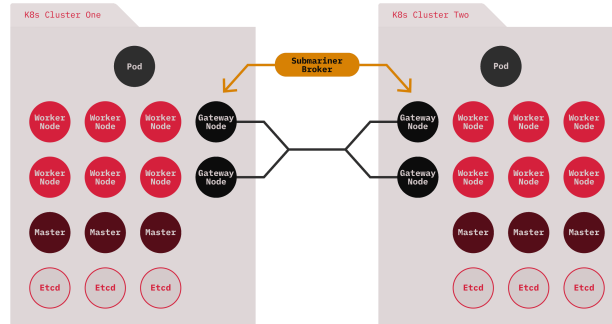 K8s Cluster One
K8s Cluster Two
Submariner
Broker
Pod
Pod
Worker Node
Worker Node
Worker Node
Gateway Node
Gateway Node
Worker Node
Worker Node
Worker Node
Worker Node
Worker Node
Worker Node
Gateway Node
Gateway Node
Worker Node
Worker Node
Worker Node
Master
Master
Master
Master
Master
Master
Etcd
Etcd
Etcd
Etcd
Etcd
Etcd